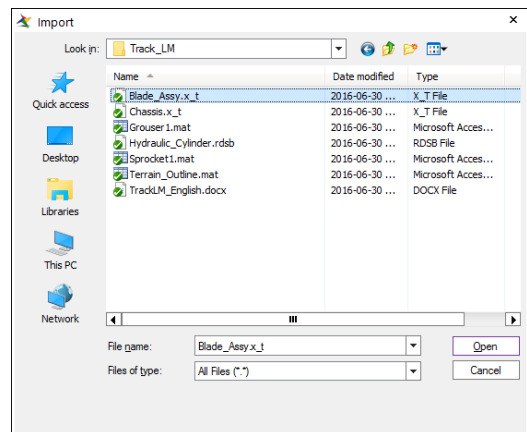 Import
Look in: Track_LM
Name Date modified Type
Blade_Assy.x_t 2016-06-30 ... X_T File
Chassis.x_t 2016-06-30 ... X_T File
Grouser1.mat 2016-06-30 ... Microsoft Acces...
Hydraulic_Cylinder.rdsb 2016-06-30 ... RDSB File
Sprocket1.mat 2016-06-30 ... Microsoft Acces...
Terrain_Outline.mat 2016-06-30 ... Microsoft Acces...
TrackLM_English.docx 2016-06-30 ... DOCX File
Quick access
Desktop
Libraries
This PC
Network
File name: Blade_Assy.x_t Open
Files of type: All Files (*.*) Cancel